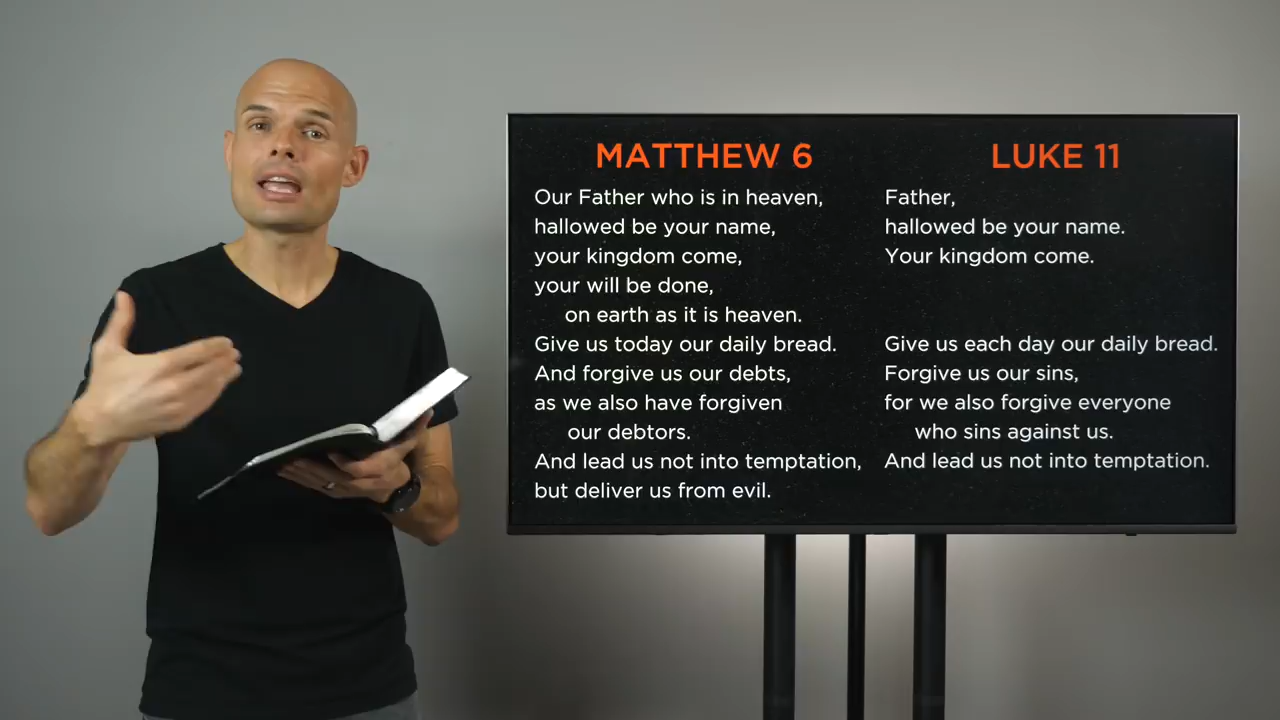 MATTHEW 6
Our Father who is in heaven,
hallowed be your name,
your kingdom come,
your will be done,
on earth as it is heaven.
Give us today our daily bread.
And forgive us our debts,
as we also have forgiven
our debtors.
And lead us not into temptation,
but deliver us from evil.
LUKE 11
Father,
hallowed be your name.
Your kingdom come.
Give us each day our daily bread.
Forgive us our sins,
for we also forgive everyone
who sins against us.
And lead us not into temptation.